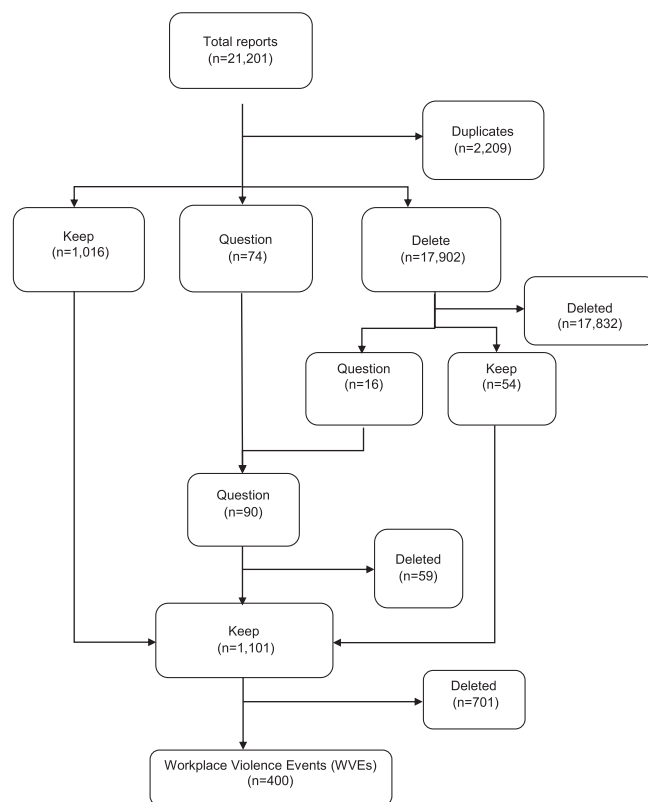 Total reports
(n=21,201)
Duplicates
(n=2,209)
Keep
(n=1,016)
Question
(n=74)
Delete
(n=17,902)
Deleted
(n=17,832)
Question
(n=16)
Keep
(n=54)
Question
(n=90)
Deleted
(n=59)
Keep
(n=1,101)
Deleted
(n=701)
Workplace Violence Events (WVEs)
(n=400)